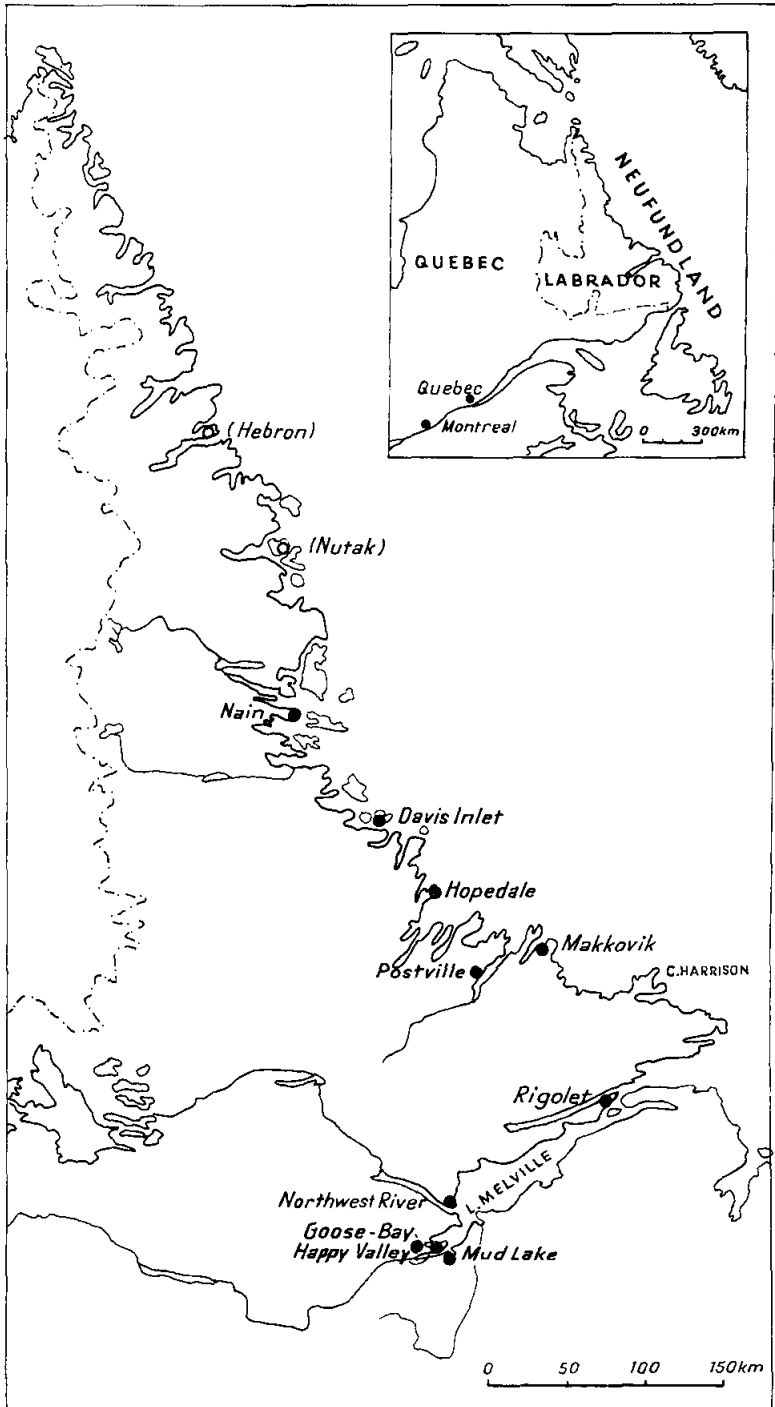 NEUFUNDLAND
QUEBEC
LABRADOR
Quebec
Montreal
0 300km
(Hebron)
(Nutak)
Nain
Davis Inlet
Hopedale
Makkovik
Postville
C.HARRISON
Rigolet
L.MELVILLE
Northwest River
Goose-Bay
Happy Valley
Mud Lake
0 50 100 150km